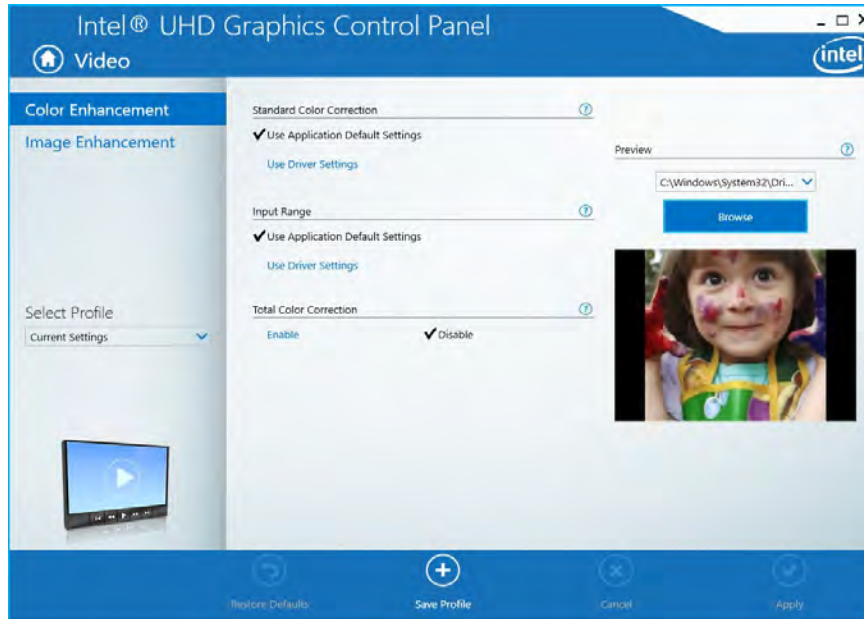 Intel® UHD Graphics Control Panel
Video
intel
Color Enhancement
Image Enhancement
Select Profile
Current Settings
Standard Color Correction
Use Application Default Settings
Use Driver Settings
Input Range
Use Application Default Settings
Use Driver Settings
Total Color Correction
Enable
Disable
Preview
C:\Windows\System32\Dri...
Browse
Restore Defaults
Save Profile
Cancel
Apply